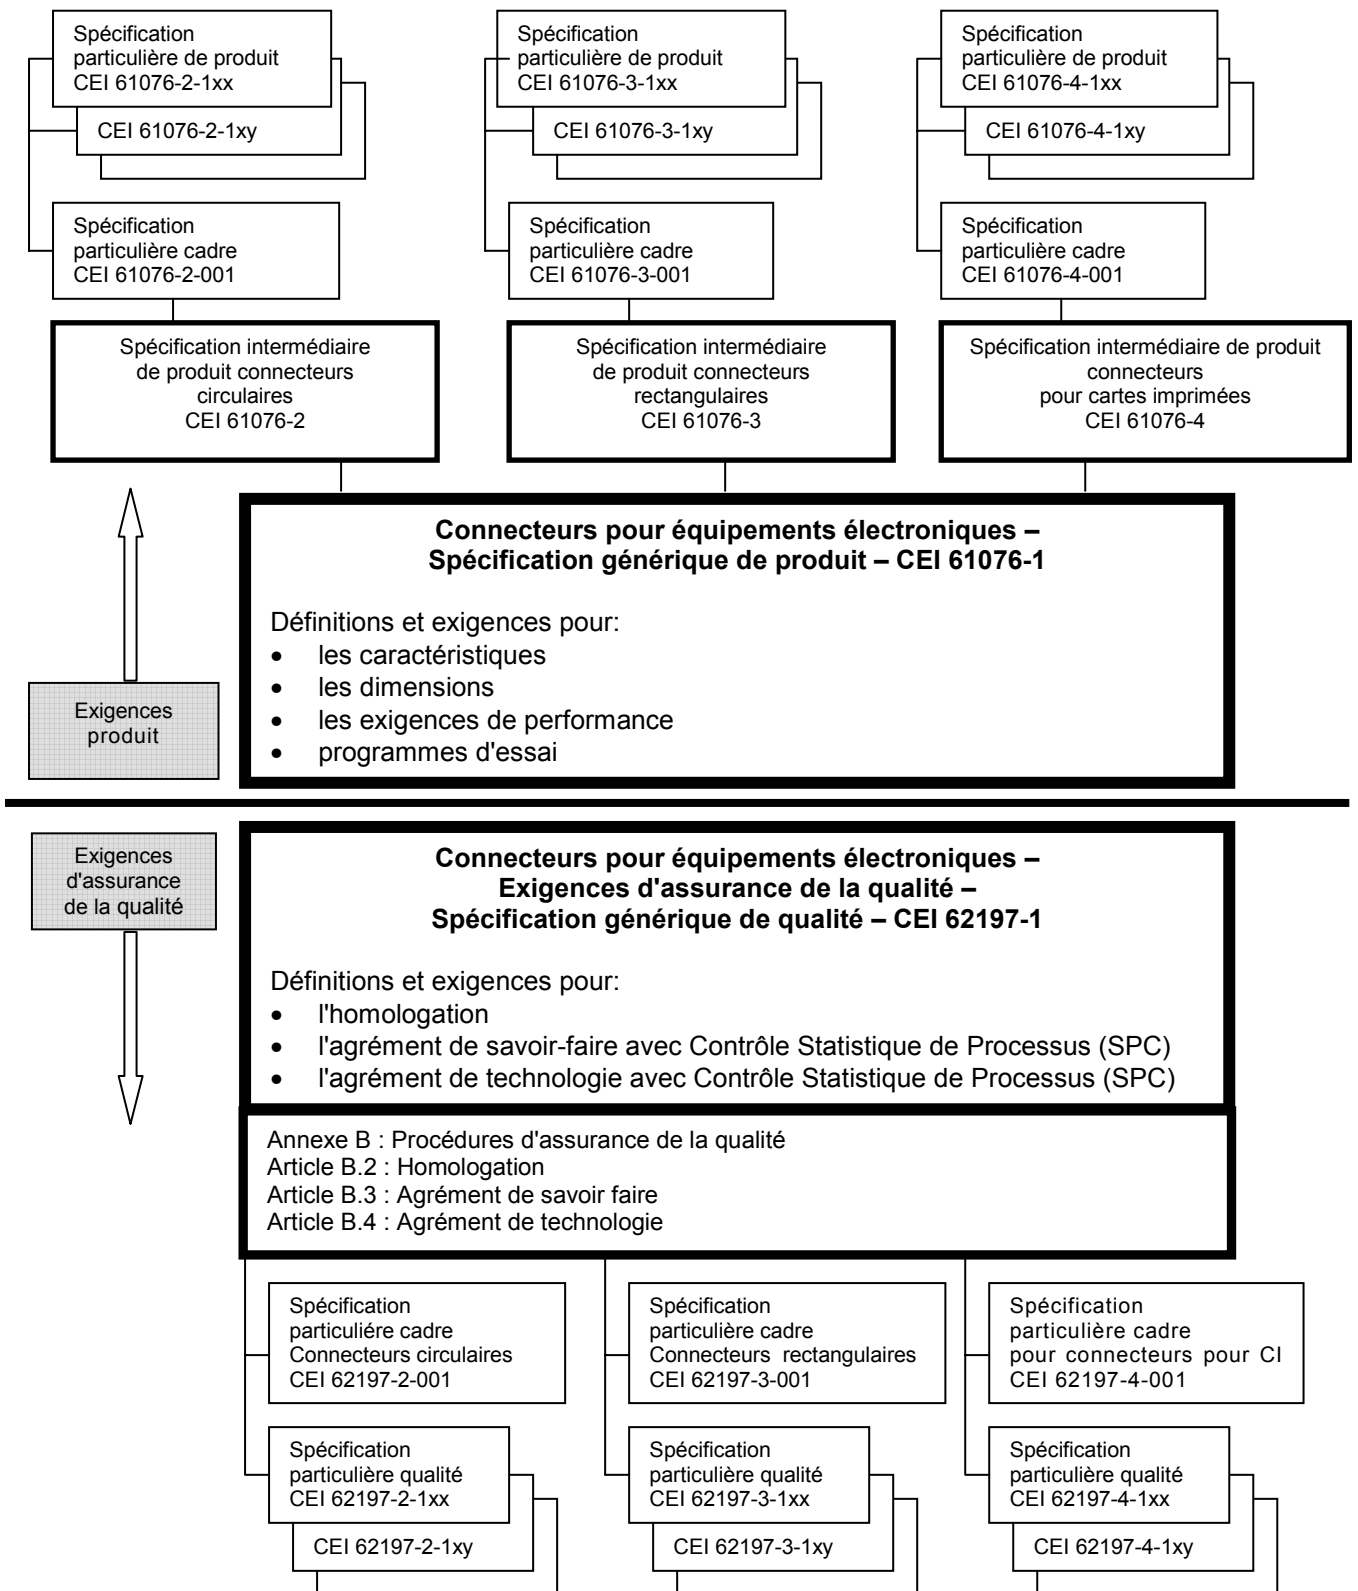 Spécification
particulière de produit
CEI 61076-2-1xx
CEI 61076-2-1xy
Spécification
particulière cadre
CEI 61076-2-001
Spécification
particulière de produit
CEI 61076-3-1xx
CEI 61076-3-1xy
Spécification
particulière cadre
CEI 61076-3-001
Spécification
particulière de produit
CEI 61076-4-1xx
CEI 61076-4-1xy
Spécification
particulière cadre
CEI 61076-4-001
Spécification intermédiaire
de produit connecteurs
circulaires
CEI 61076-2
Spécification intermédiaire
de produit connecteurs
rectangulaires
CEI 61076-3
Spécification intermédiaire de produit
connecteurs
pour cartes imprimées
CEI 61076-4
Exigences
produit
Connecteurs pour équipements électroniques –
Spécification générique de produit – CEI 61076-1
Définitions et exigences pour:
• les caractéristiques
• les dimensions
• les exigences de performance
• programmes d'essai
Exigences
d'assurance
de la qualité
Connecteurs pour équipements électroniques –
Exigences d'assurance de la qualité –
Spécification générique de qualité – CEI 62197-1
Définitions et exigences pour:
• l'homologation
• l'agrément de savoir-faire avec Contrôle Statistique de Processus (SPC)
• l'agrément de technologie avec Contrôle Statistique de Processus (SPC)
Annexe B : Procédures d'assurance de la qualité
Article B.2 : Homologation
Article B.3 : Agrément de savoir faire
Article B.4 : Agrément de technologie
Spécification
particuliére cadre
Connecteurs circulaires
CEI 62197-2-001
Spécification
particulière qualité
CEI 62197-2-1xx
CEI 62197-2-1xy
Spécification
particulière cadre
Connecteurs rectangulaires
CEI 62197-3-001
Spécification
particulière qualité
CEI 62197-3-1xx
CEI 62197-3-1xy
Spécification
particulière cadre
pour connecteurs pour CI
CEI 62197-4-001
Spécification
particulière qualité
CEI 62197-4-1xx
CEI 62197-4-1xy